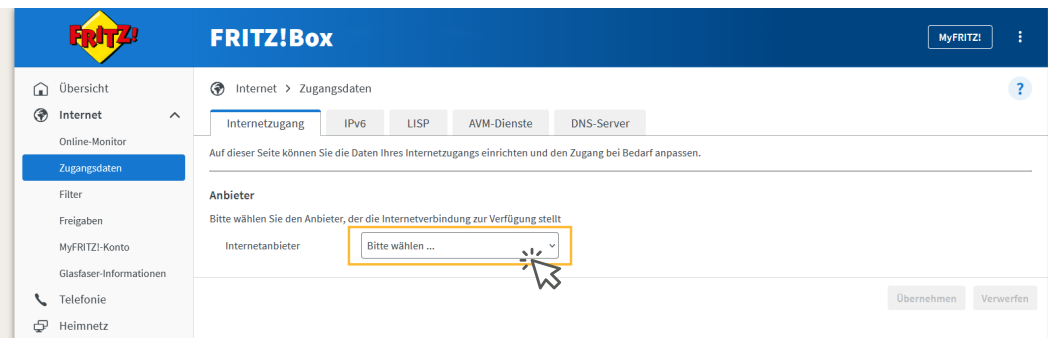 FRITZ!
FRITZ!Box
MyFRITZ!
Übersicht
Internet
Online-Monitor
Zugangsdaten
Filter
Freigaben
MyFRITZ!-Konto
Glasfaser-Informationen
Telefonie
Heimnetz
Internet > Zugangsdaten
?
Internetzugang IPv6 LISP AVM-Dienste DNS-Server
Auf dieser Seite können Sie die Daten Ihres Internetzugangs einrichten und den Zugang bei Bedarf anpassen.
Anbieter
Bitte wählen Sie den Anbieter, der die Internetverbindung zur Verfügung stellt
Internetanbieter Bitte wählen ...
Übernehmen Verwerfen